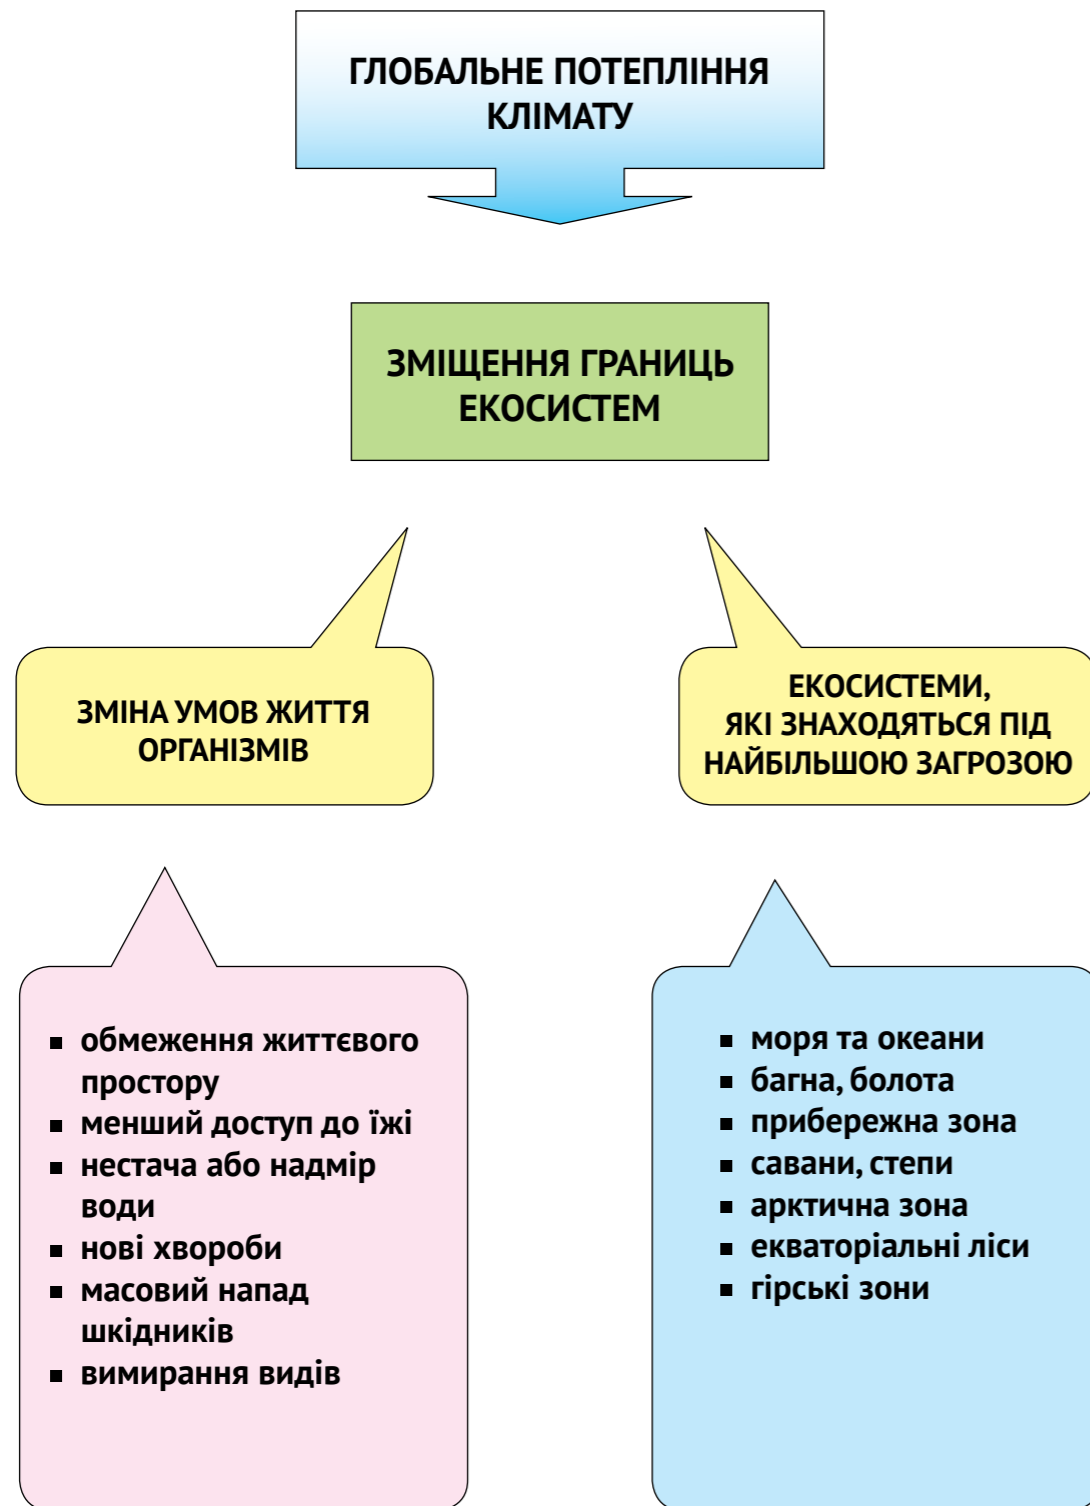 ГЛОБАЛЬНЕ ПОТЕПЛІННЯ
КЛІМАТУ
ЗМІЩЕННЯ ГРАНИЦЬ
ЕКОСИСТЕМ
ЗМІНА УМОВ ЖИТТЯ
ОРГАНІЗМІВ
ЕКОСИСТЕМИ,
ЯКІ ЗНАХОДЯТЬСЯ ПІД
НАЙБІЛЬШОЮ ЗАГРОЗОЮ
▪ обмеження життєвого
простору
▪ менший доступ до їжі
▪ нестача або надмір
води
▪ нові хвороби
▪ масовий напад
шкідників
▪ вимирання видів
▪ моря та океани
▪ багна, болота
▪ прибережна зона
▪ савани, степи
▪ арктична зона
▪ екваторіальні ліси
▪ гірські зони